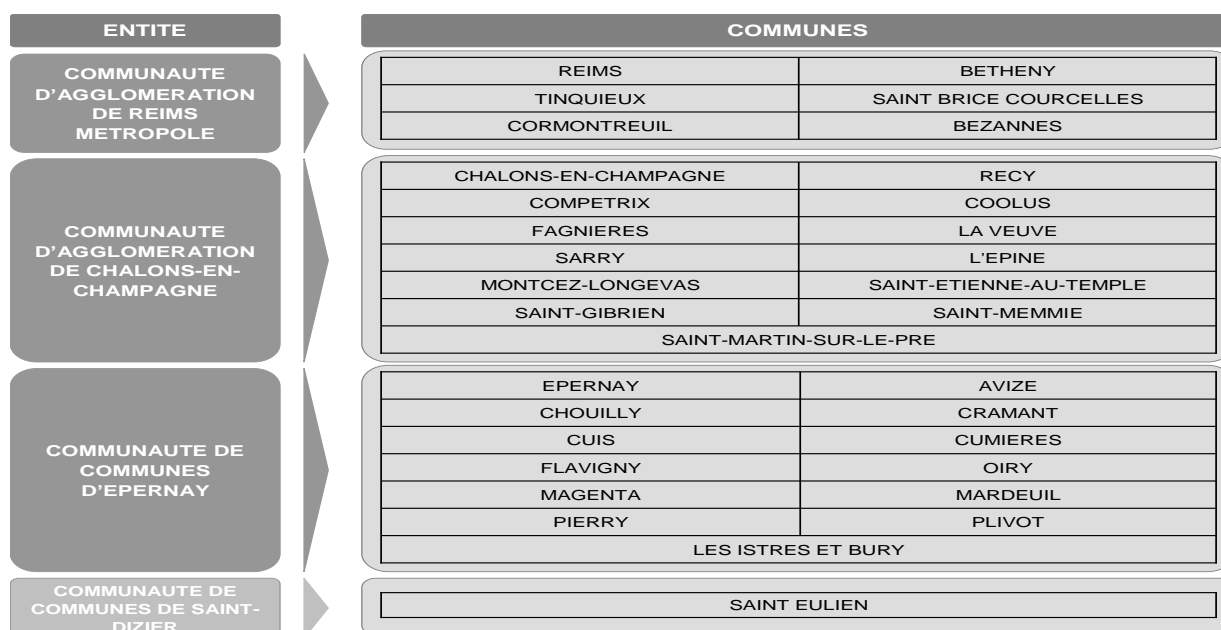 ENTITE
COMMUNES
COMMUNAUTE
D'AGGLOMERATION
DE REIMS
METROPOLE
REIMS BETHENY
TINQUIEUX SAINT BRICE COURCELLES
CORMONTREUIL BEZANNES
COMMUNAUTE
D'AGGLOMERATION
DE CHALONS-EN-
CHAMPAGNE
CHALONS-EN-CHAMPAGNE RECY
COMPETRIX COOLUS
FAGNIERES LA VEUVE
SARRY L'EPINE
MONTCEZ-LONGEVAS SAINT-ETIENNE-AU-TEMPLE
SAINT-GIBRIEN SAINT-MEMMIE
SAINT-MARTIN-SUR-LE-PRE
COMMUNAUTE DE
COMMUNES
D'EPERNAY
EPERNAY AVIZE
CHOUILLY CRAMANT
CUIS CUMIERES
FLAVIGNY OIRY
MAGENTA MARDEUIL
PIERRY PLIVOT
LES ISTRES ET BURY
COMMUNAUTE DE
COMMUNES DE SAINT-
DIZIER
SAINT EULIEN